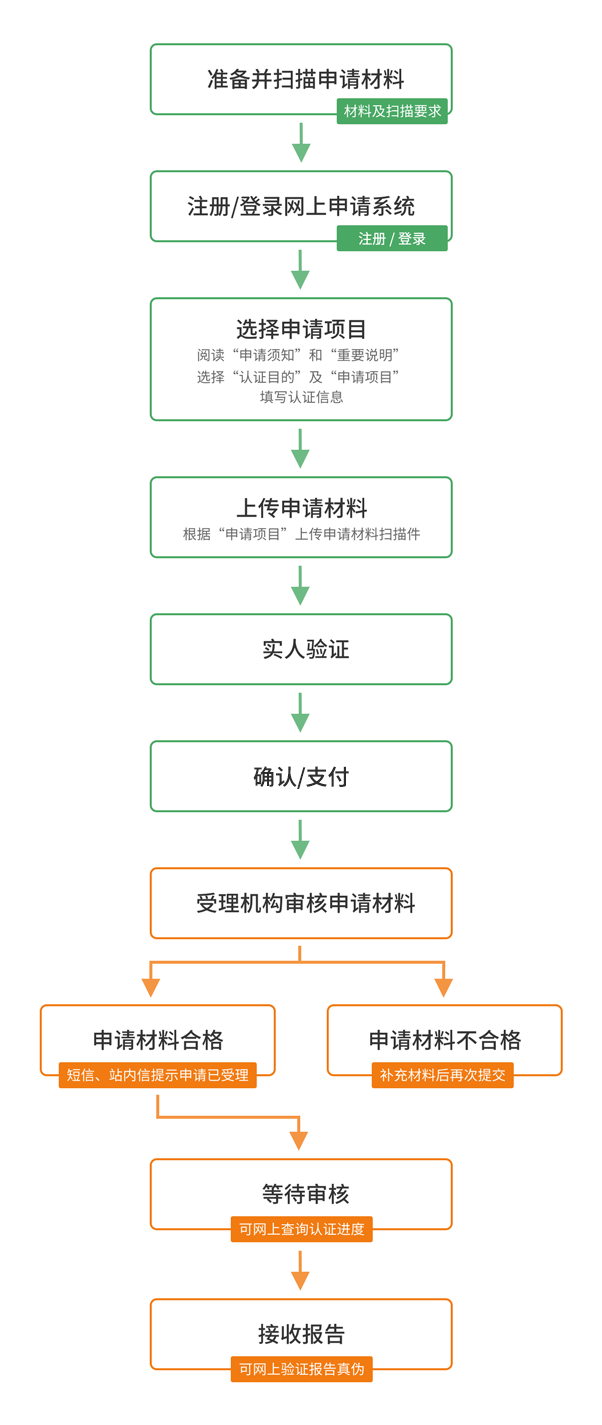 准备并扫描申请材料
材料及扫描要求
注册/登录网上申请系统
注册 / 登录
选择申请项目
阅读“申请须知”和“重要说明”
选择“认证目的”及“申请项目”
填写认证信息
上传申请材料
根据“申请项目”上传申请材料扫描件
实人验证
确认/支付
受理机构审核申请材料
申请材料合格
短信、站内信提示申请已受理
申请材料不合格
补充材料后再次提交
等待审核
可网上查询认证进度
接收报告
可网上验证报告真伪